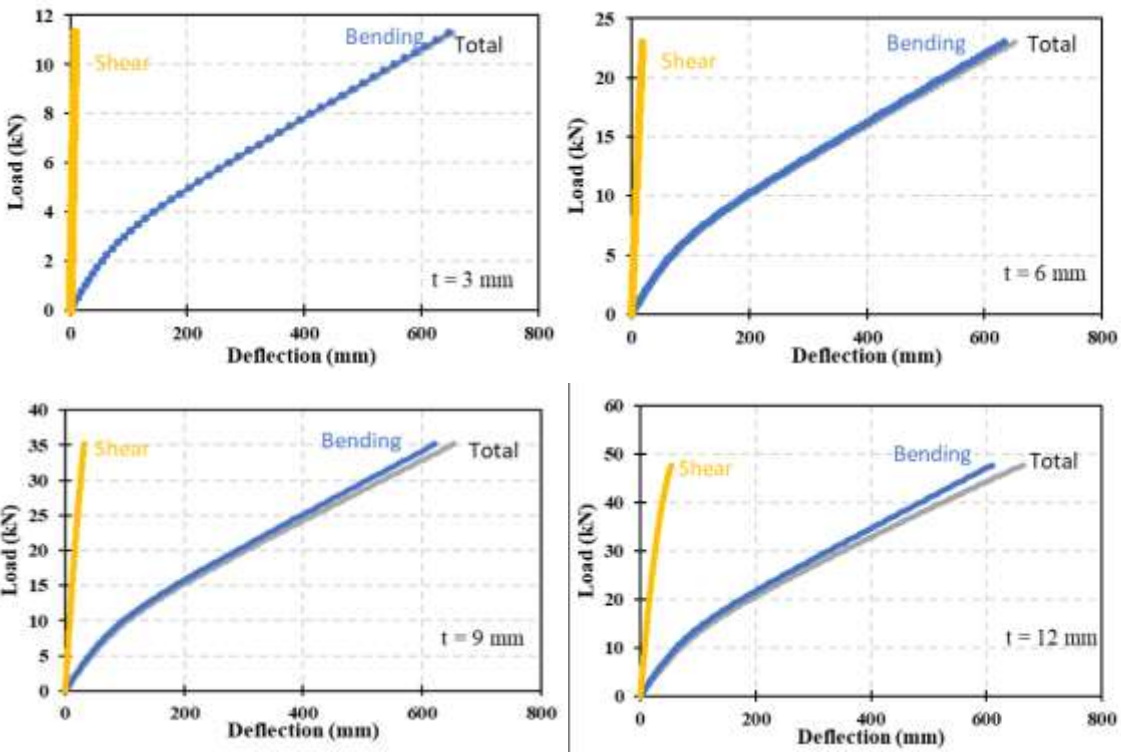 12
10
8
6
4
2
0
Load (kN)
Shear
Bending
Total
t = 3 mm
0 200 400 600 800
Deflection (mm)
25
20
15
10
5
0
Load (kN)
Shear
Bending
Total
t = 6 mm
0 200 400 600 800
Deflection (mm)
40
35
30
25
20
15
10
5
0
Load (kN)
Shear
Bending
Total
t = 9 mm
0 200 400 600 800
Deflection (mm)
60
50
40
30
20
10
0
Load (kN)
Shear
Bending
Total
t = 12 mm
0 200 400 600 800
Deflection (mm)